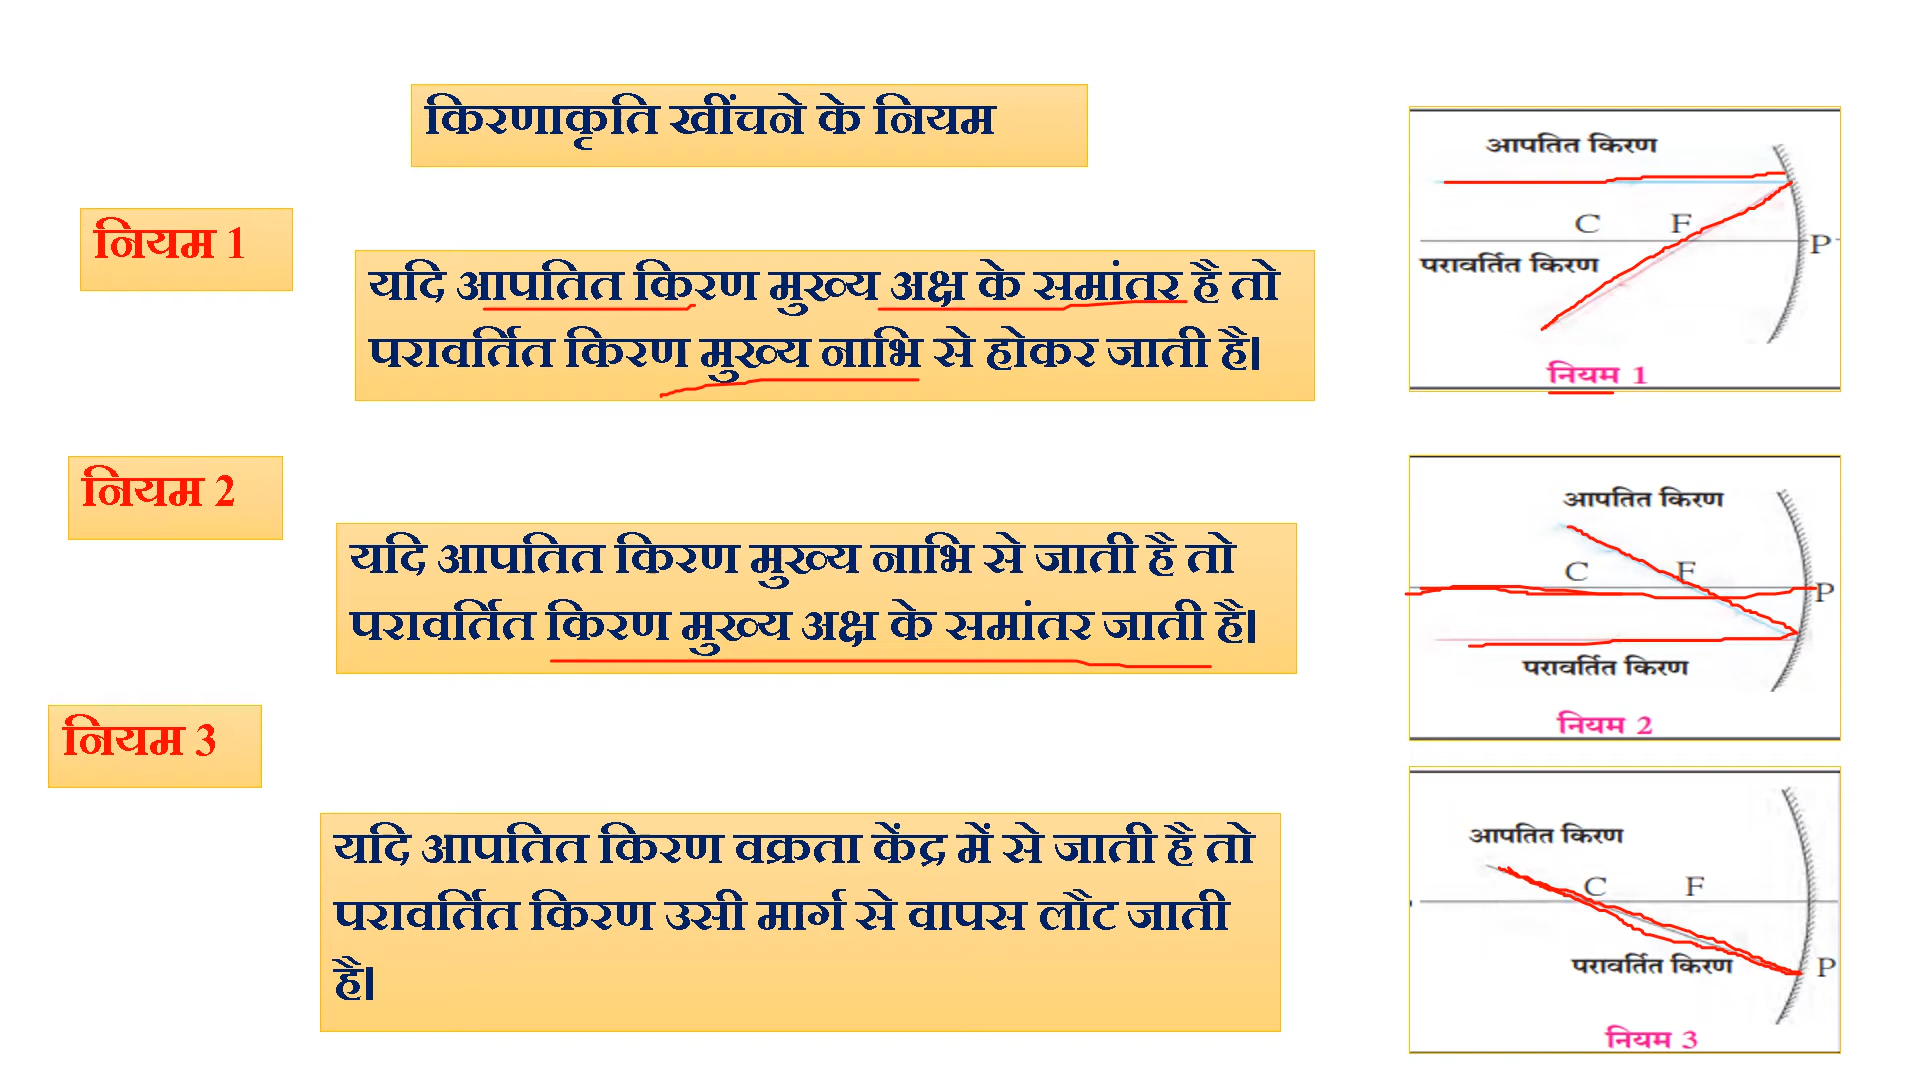 किरणाकृति खींचने के नियम
नियम 1
यदि आपतित किरण मुख्य अक्ष के समांतर है तो
परावर्तित किरण मुख्य नाभि से होकर जाती है।
आपतित किरण
C F
P
परावर्तित किरण
नियम 1
नियम 2
यदि आपतित किरण मुख्य नाभि से जाती है तो
परावर्तित किरण मुख्य अक्ष के समांतर जाती है।
आपतित किरण
C F
P
परावर्तित किरण
नियम 2
नियम 3
यदि आपतित किरण वक्रता केंद्र में से जाती है तो
परावर्तित किरण उसी मार्ग से वापस लौट जाती
है।
आपतित किरण
C F
परावर्तित किरण P
नियम 3